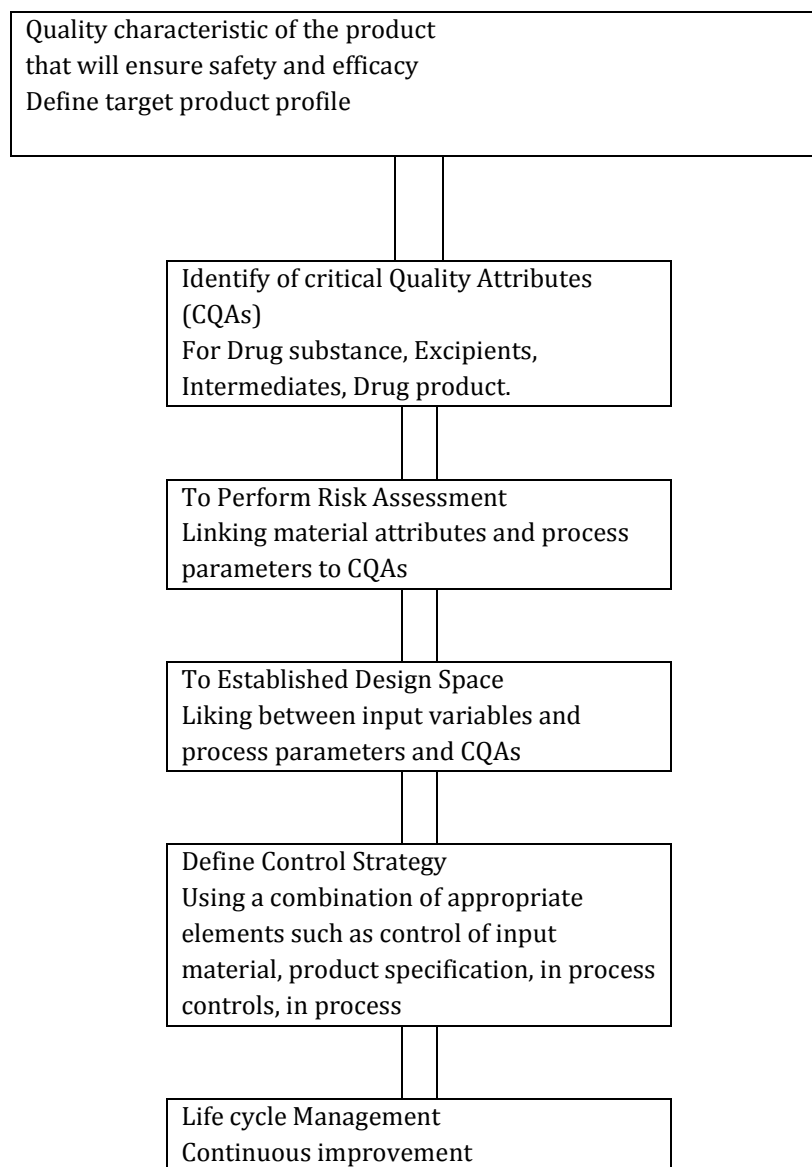 Quality characteristic of the product
that will ensure safety and efficacy
Define target product profile
Identify of critical Quality Attributes
(CQAs)
For Drug substance, Excipients,
Intermediates, Drug product.
To Perform Risk Assessment
Linking material attributes and process
parameters to CQAs
To Established Design Space
Liking between input variables and
process parameters and CQAs
Define Control Strategy
Using a combination of appropriate
elements such as control of input
material, product specification, in process
controls, in process
Life cycle Management
Continuous improvement